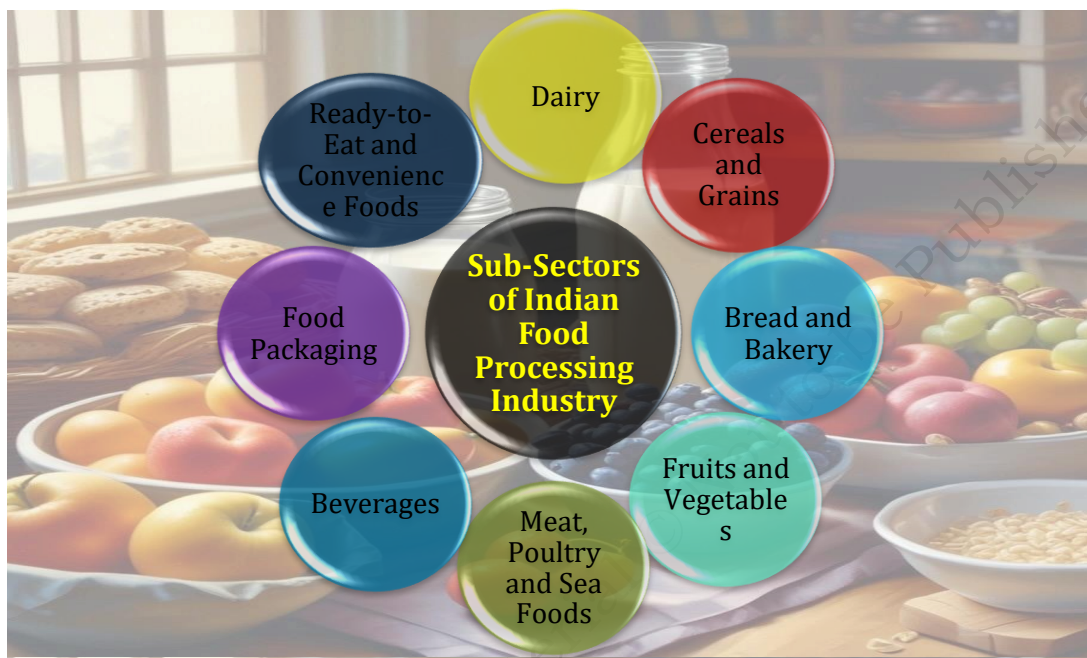 Dairy
Cereals
and
Grains
Bread and
Bakery
Fruits and
Vegetable
s
Meat,
Poultry
and Sea
Foods
Beverages
Food
Packaging
Ready-to-
Eat and
Convenienc
e Foods
Sub-Sectors
of Indian
Food
Processing
Industry